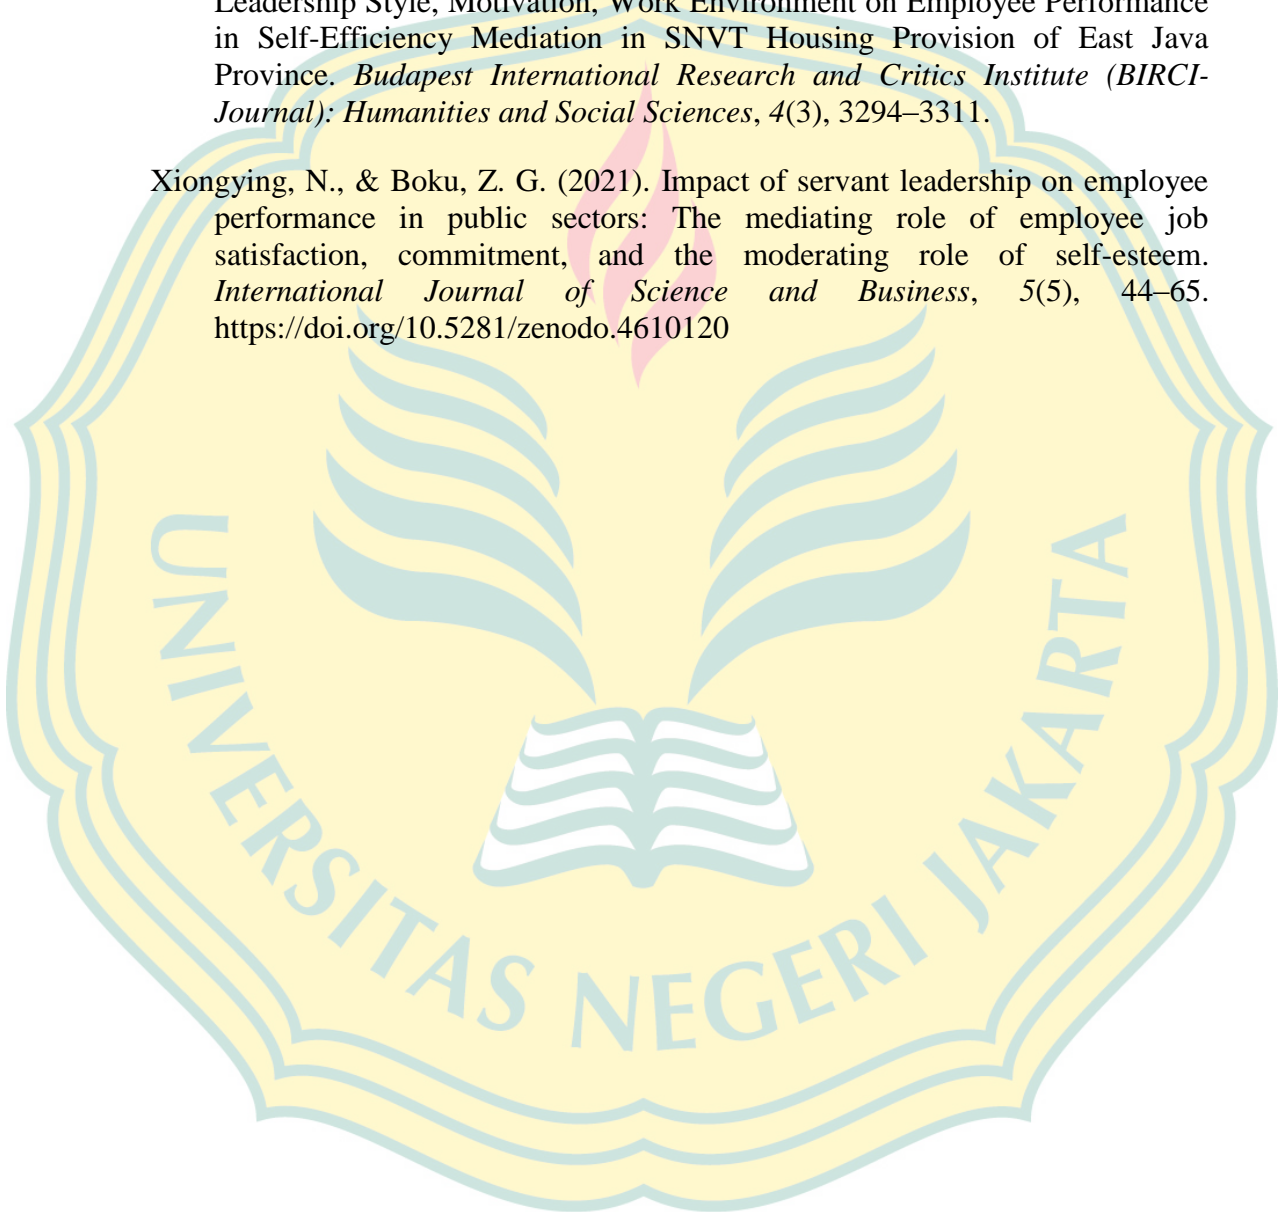 Leadership Style, Motivation, Work Environment on Employee Performance
in Self-Efficiency Mediation in SNVT Housing Provision of East Java
Province. Budapest International Research and Critics Institute (BIRCI-
Journal): Humanities and Social Sciences, 4(3), 3294–3311.
Xiongying, N., & Boku, Z. G. (2021). Impact of servant leadership on employee
performance in public sectors: The mediating role of employee job
satisfaction, commitment, and the moderating role of self-esteem.
International Journal of Science and Business, 5(5), 44–65.
https://doi.org/10.5281/zenodo.4610120
UNIVERSITAS NEGERI JAKARTA